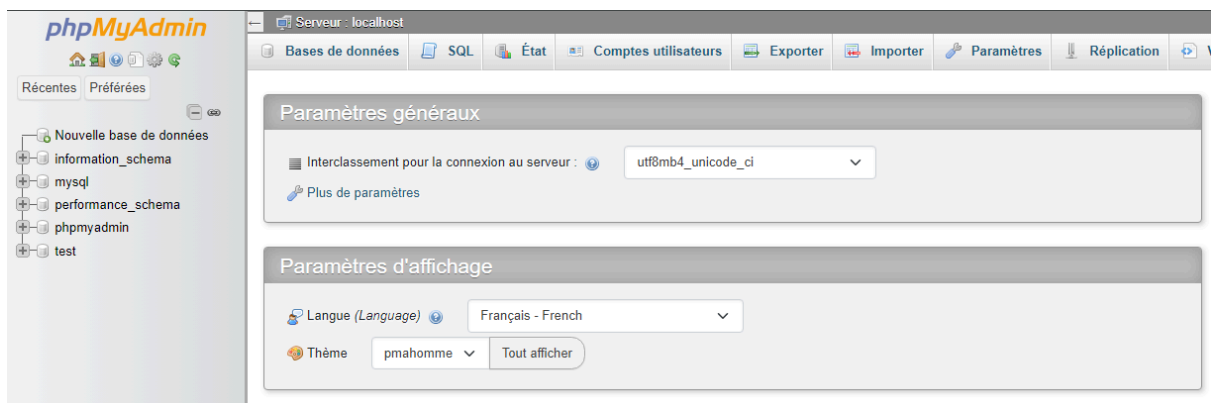 phpMyAdmin
Récentes Préférées
Nouvelle base de données
information_schema
mysql
performance_schema
phpmyadmin
test
Serveur : localhost
Bases de données SQL État Comptes utilisateurs Exporter Importer Paramètres Réplication
Paramètres généraux
Interclassement pour la connexion au serveur : utf8mb4_unicode_ci
Plus de paramètres
Paramètres d'affichage
Langue (Language) Français - French
Thème pmahomme Tout afficher